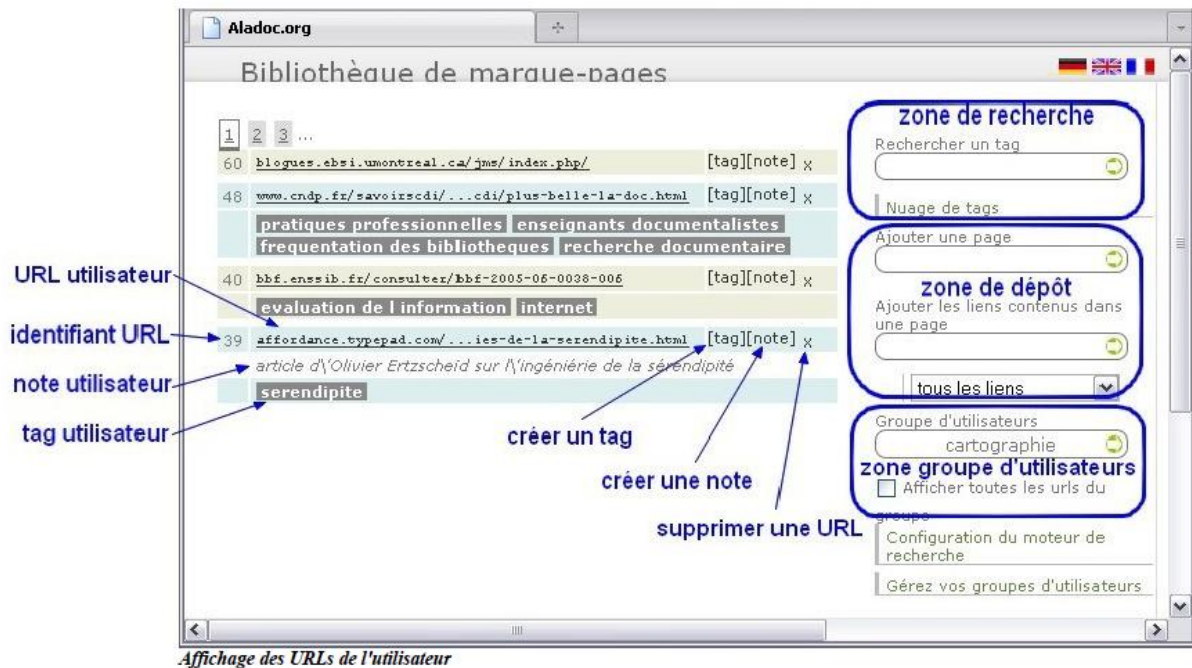 Aladoc.org
Bibliothèque de marque-pages
1 2 3 ...
60 blogues.ebsi.umontreal.ca/jms/index.php/ [tag][note] x
48 www.cndp.fr/savoirscdi/...cdi/plus-belle-la-doc.html [tag][note] x
pratiques professionnelles enseignants documentalistes
frequentation des bibliotheques recherche documentaire
40 bbf.enssib.fr/consulter/bbf-2005-06-0038-006 [tag][note] x
evaluation de l information internet
39 affordance.typepad.com/...ies-de-la-serendipite.html [tag][note] x
article d\'Olivier Ertzscheid sur l\'ingéniérie de la sérendipité
serendipite
URL utilisateur
identifiant URL
note utilisateur
tag utilisateur
créer un tag
créer une note
supprimer une URL
zone de recherche
Rechercher un tag
Nuage de tags
Ajouter une page
zone de dépôt
Ajouter les liens contenus dans
une page
tous les liens
Groupe d'utilisateurs
cartographie
zone groupe d'utilisateurs
Afficher toutes les urls du
groupe
Configuration du moteur de
recherche
Gérez vos groupes d'utilisateurs
Affichage des URLs de l'utilisateur